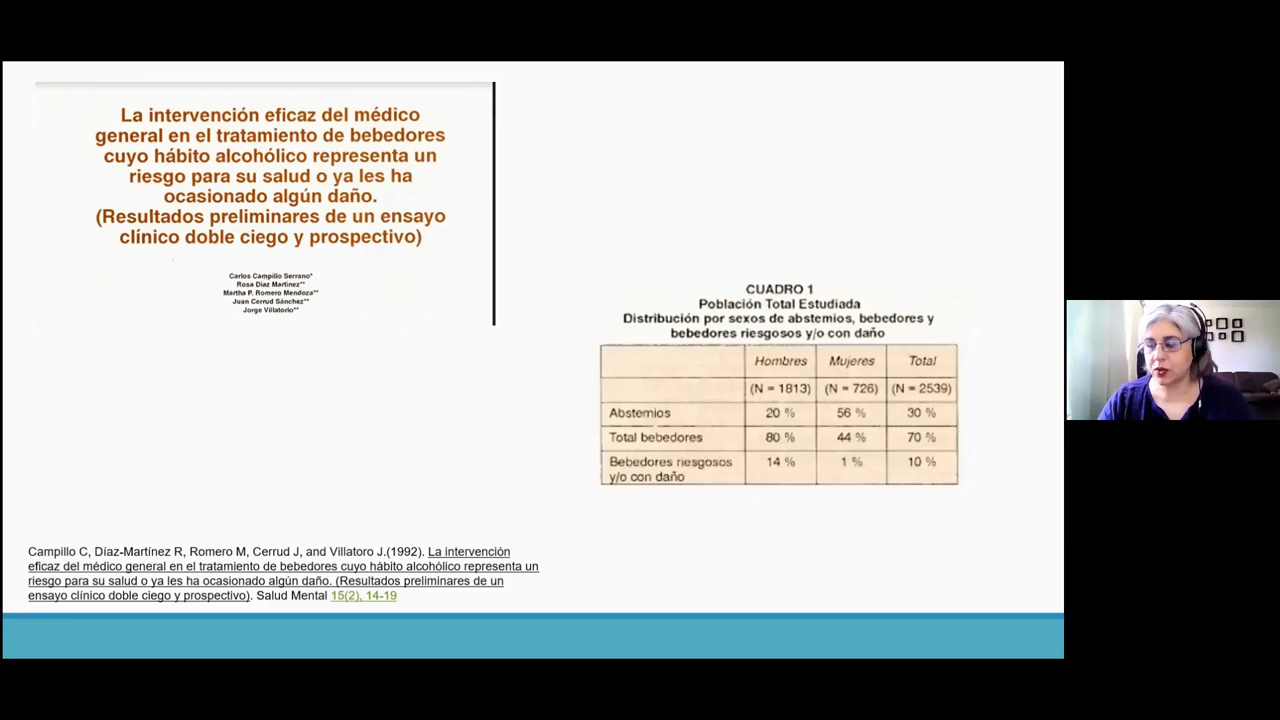 La intervención eficaz del médico
general en el tratamiento de bebedores
cuyo hábito alcohólico representa un
riesgo para su salud o ya les ha
ocasionado algún daño.
(Resultados preliminares de un ensayo
clínico doble ciego y prospectivo)
Carlos Campillo Serrano*
Rosa Díaz Martínez**
Martha P. Romero Mendoza**
Juan Cerrud Sánchez**
Jorge Villatorio**
CUADRO 1
Población Total Estudiada
Distribución por sexos de abstemios, bebedores y
bebedores riesgosos y/o con daño
Hombres Mujeres Total
(N = 1813) (N = 726) (N = 2539)
Abstemios 20 % 56 % 30 %
Total bebedores 80 % 44 % 70 %
Bebedores riesgosos 14 % 1 % 10 %
y/o con daño
Campillo C, Díaz-Martínez R, Romero M, Cerrud J, and Villatoro J.(1992). La intervención
eficaz del médico general en el tratamiento de bebedores cuyo hábito alcohólico representa un
riesgo para su salud o ya les ha ocasionado algún daño. (Resultados preliminares de un
ensayo clínico doble ciego y prospectivo). Salud Mental 15(2), 14-19